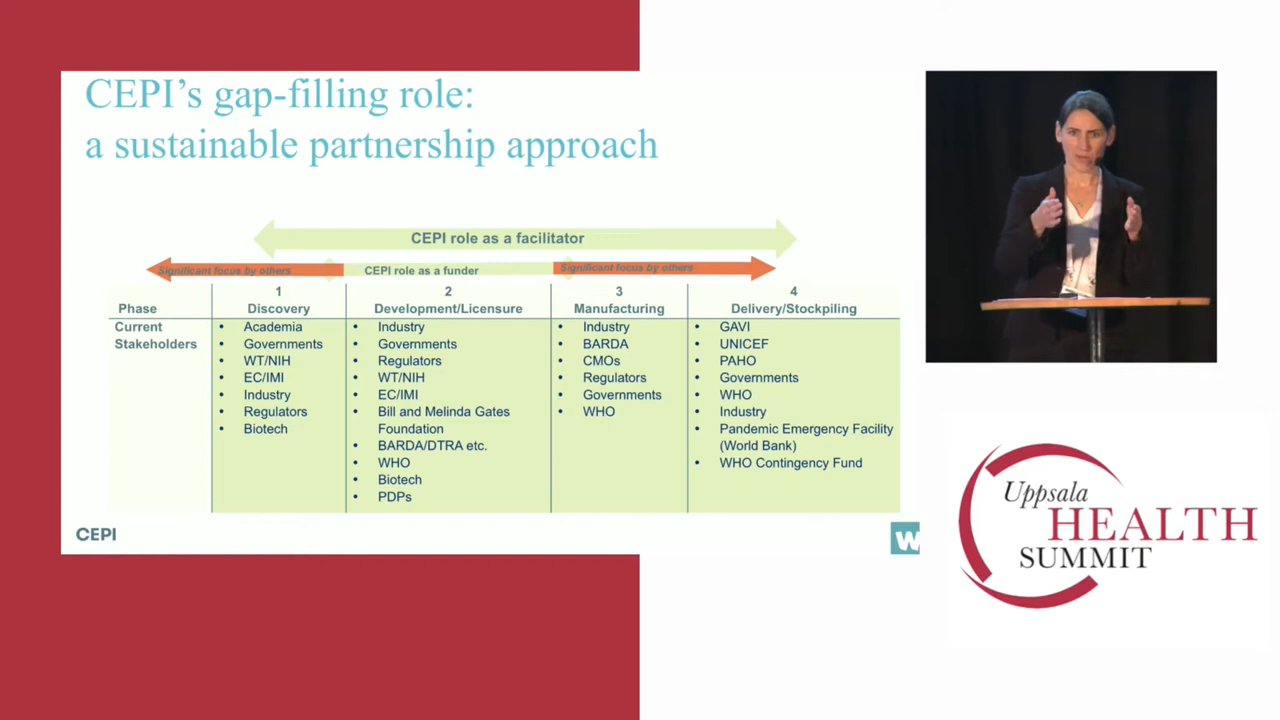 CEPI's gap-filling role:
a sustainable partnership approach
CEPI role as a facilitator
Significant focus by others
CEPI role as a funder
Significant focus by others
Phase
1
Discovery
2
Development/Licensure
3
Manufacturing
4
Delivery/Stockpiling
Current
Stakeholders
• Academia
• Governments
• WT/NIH
• EC/IMI
• Industry
• Regulators
• Biotech
• Industry
• Governments
• Regulators
• WT/NIH
• EC/IMI
• Bill and Melinda Gates
Foundation
• BARDA/DTRA etc.
• WHO
• Biotech
• PDPs
• Industry
• BARDA
• CMOs
• Regulators
• Governments
• WHO
• GAVI
• UNICEF
• PAHO
• Governments
• WHO
• Industry
• Pandemic Emergency Facility
(World Bank)
• WHO Contingency Fund
CEPI
W
Uppsala
HEALTH
SUMMIT